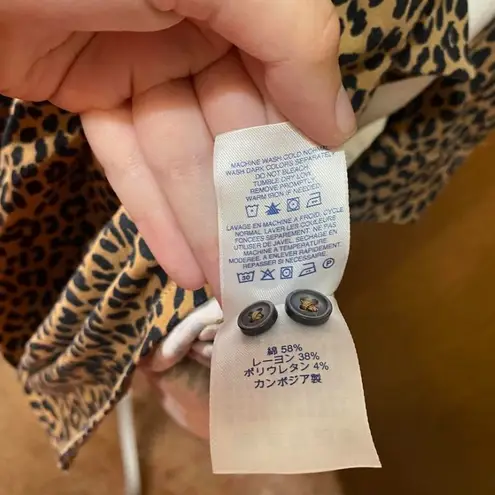 MACHINE WASH COLD NORMAL
WASH DARK COLORS SEPARATELY
DO NOT BLEACH.
TUMBLE DRY LOW.
REMOVE PROMPTLY.
WARM IRON IF NEEDED.
LAVAGE EN MACHINE A FROID, CYCLE
NORMAL. LAVER LES COULEURS
FONCEES SEPAREMENT. NE PAS
UTILISER DE JAVEL. SECHAGE EN
MACHINE A TEMPERATURE
MODEREE. A ENLEVER RAPIDEMENT.
REPASSER SI NECESSAIRE.
30
綿 58%
レーヨン 38%
ポリウレタン 4%
カンボジア製